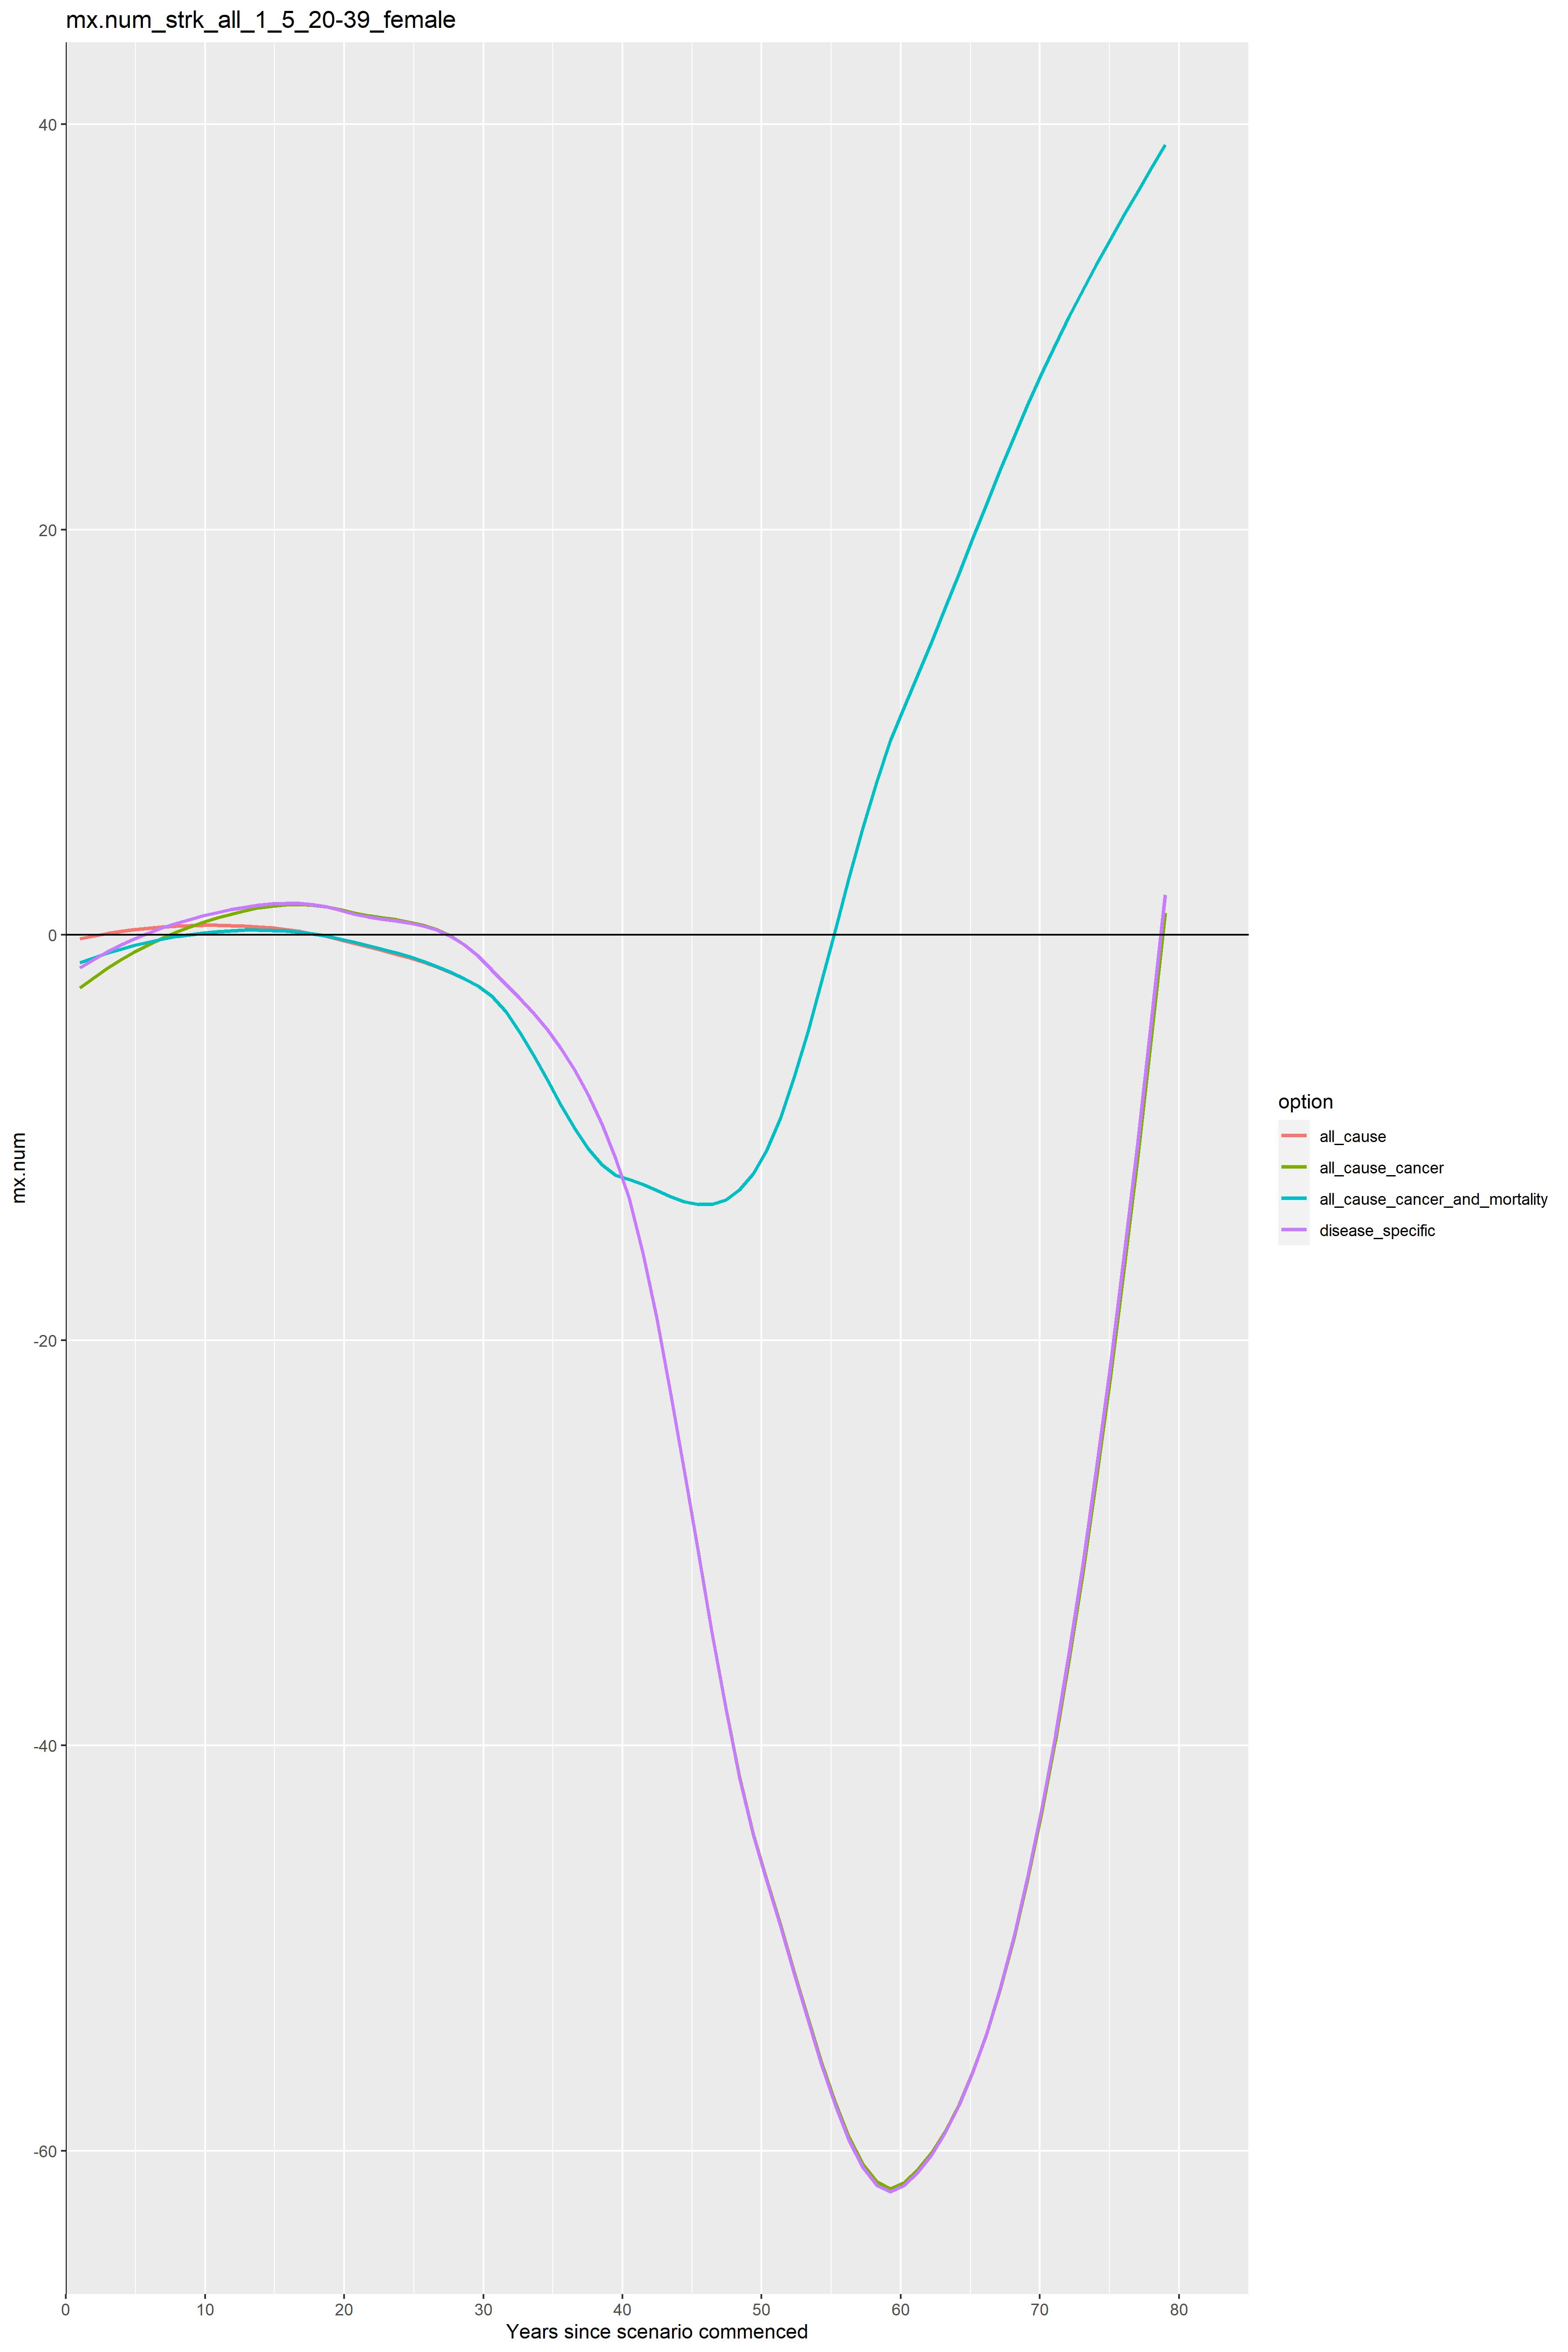 mx.num_strk_all_1_5_20-39_female
40
20
0
-20
-40
-60
mx.num
0 10 20 30 40 50 60 70 80
Years since scenario commenced
option
all_cause
all_cause_cancer
all_cause_cancer_and_mortality
disease_specific